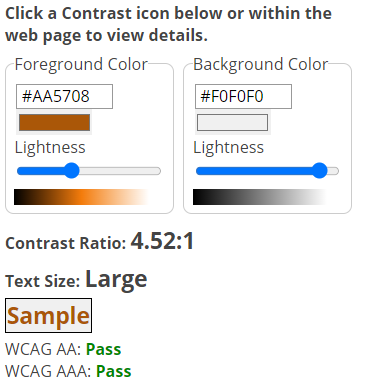 Click a Contrast icon below or within the
web page to view details.
Foreground Color
Background Color
#AA5708
#F0F0F0
Lightness
Lightness
Contrast Ratio: 4.52:1
Text Size: Large
Sample
WCAG AA: Pass
WCAG AAA: Pass